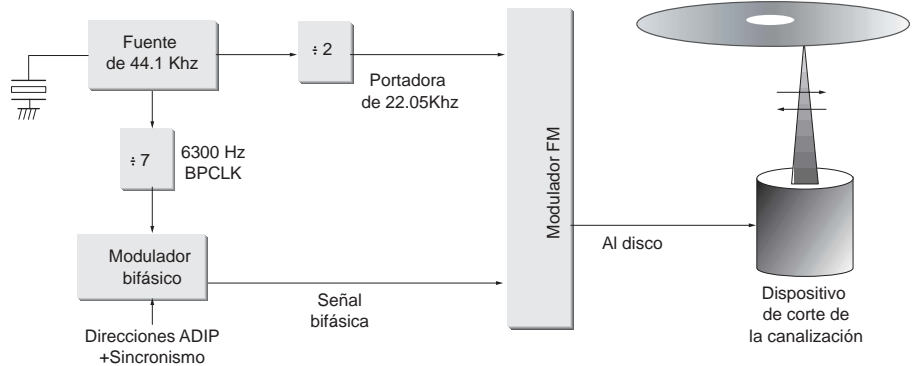 Fuente
de 44.1 Khz
÷ 2
Portadora
de 22.05Khz
÷ 7
6300 Hz
BPCLK
Modulador
bifásico
Direcciones ADIP
+Sincronismo
Señal
bifásica
Modulador FM
Al disco
Dispositivo
de corte de
la canalización